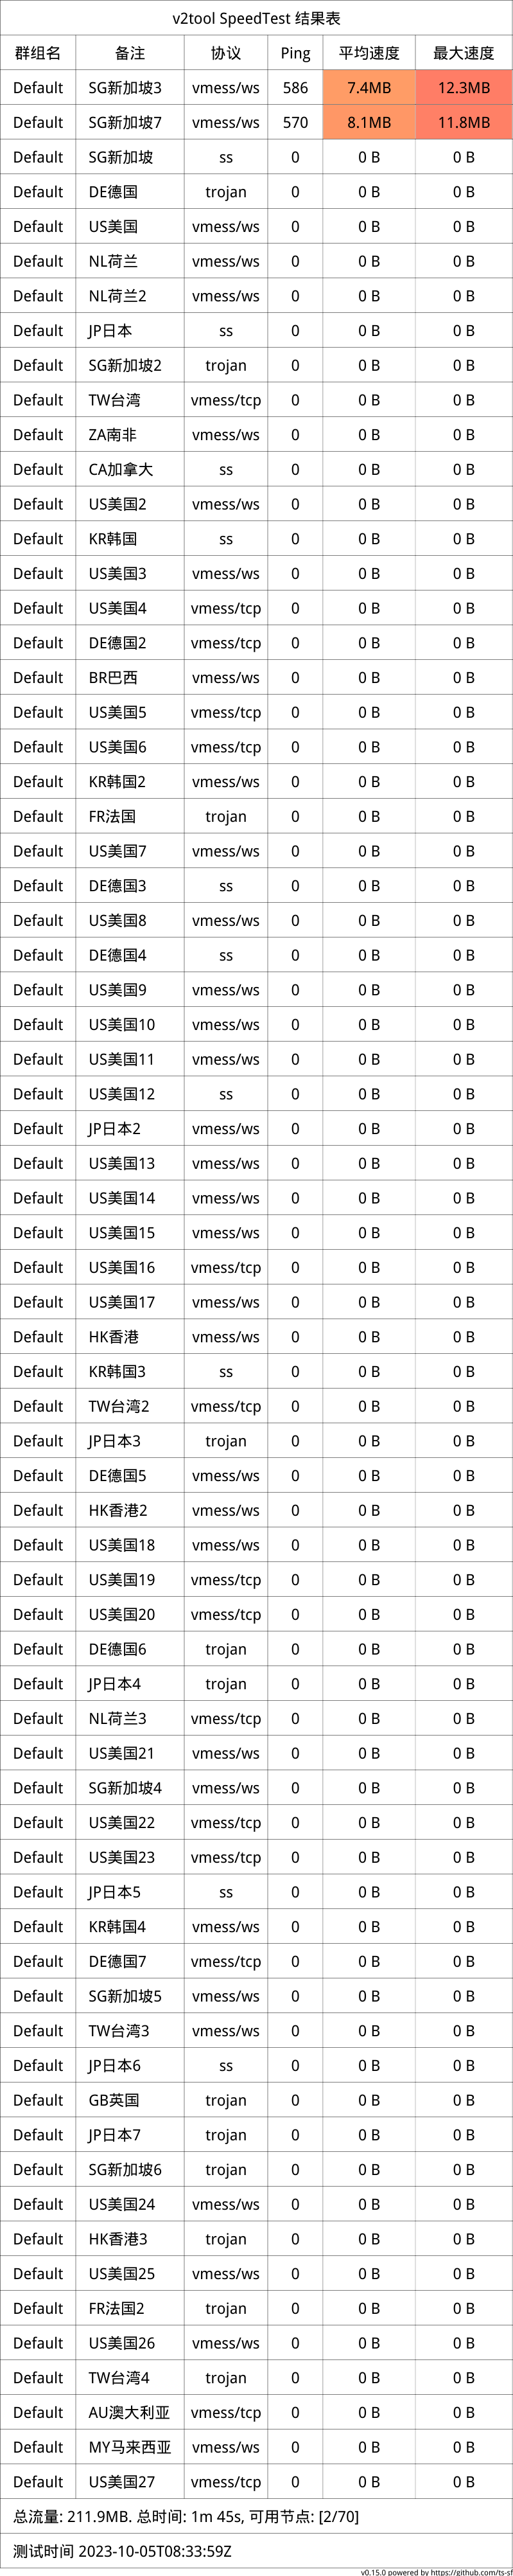 v2tool SpeedTest 结果表
群组名 备注 协议 Ping 平均速度 最大速度
Default SG新加坡3 vmess/ws 586 7.4MB 12.3MB
Default SG新加坡7 vmess/ws 570 8.1MB 11.8MB
Default SG新加坡 ss 0 0 B 0 B
Default DE德国 trojan 0 0 B 0 B
Default US美国 vmess/ws 0 0 B 0 B
Default NL荷兰 vmess/ws 0 0 B 0 B
Default NL荷兰2 vmess/ws 0 0 B 0 B
Default JP日本 ss 0 0 B 0 B
Default SG新加坡2 trojan 0 0 B 0 B
Default TW台湾 vmess/tcp 0 0 B 0 B
Default ZA南非 vmess/ws 0 0 B 0 B
Default CA加拿大 ss 0 0 B 0 B
Default US美国2 vmess/ws 0 0 B 0 B
Default KR韩国 ss 0 0 B 0 B
Default US美国3 vmess/ws 0 0 B 0 B
Default US美国4 vmess/tcp 0 0 B 0 B
Default DE德国2 vmess/tcp 0 0 B 0 B
Default BR巴西 vmess/ws 0 0 B 0 B
Default US美国5 vmess/tcp 0 0 B 0 B
Default US美国6 vmess/tcp 0 0 B 0 B
Default KR韩国2 vmess/ws 0 0 B 0 B
Default FR法国 trojan 0 0 B 0 B
Default US美国7 vmess/ws 0 0 B 0 B
Default DE德国3 ss 0 0 B 0 B
Default US美国8 vmess/ws 0 0 B 0 B
Default DE德国4 ss 0 0 B 0 B
Default US美国9 vmess/ws 0 0 B 0 B
Default US美国10 vmess/ws 0 0 B 0 B
Default US美国11 vmess/ws 0 0 B 0 B
Default US美国12 ss 0 0 B 0 B
Default JP日本2 vmess/ws 0 0 B 0 B
Default US美国13 vmess/ws 0 0 B 0 B
Default US美国14 vmess/ws 0 0 B 0 B
Default US美国15 vmess/ws 0 0 B 0 B
Default US美国16 vmess/tcp 0 0 B 0 B
Default US美国17 vmess/ws 0 0 B 0 B
Default HK香港 vmess/ws 0 0 B 0 B
Default KR韩国3 ss 0 0 B 0 B
Default TW台湾2 vmess/tcp 0 0 B 0 B
Default JP日本3 trojan 0 0 B 0 B
Default DE德国5 vmess/ws 0 0 B 0 B
Default HK香港2 vmess/ws 0 0 B 0 B
Default US美国18 vmess/ws 0 0 B 0 B
Default US美国19 vmess/tcp 0 0 B 0 B
Default US美国20 vmess/tcp 0 0 B 0 B
Default DE德国6 trojan 0 0 B 0 B
Default JP日本4 trojan 0 0 B 0 B
Default NL荷兰3 vmess/tcp 0 0 B 0 B
Default US美国21 vmess/ws 0 0 B 0 B
Default SG新加坡4 vmess/ws 0 0 B 0 B
Default US美国22 vmess/tcp 0 0 B 0 B
Default US美国23 vmess/tcp 0 0 B 0 B
Default JP日本5 ss 0 0 B 0 B
Default KR韩国4 vmess/ws 0 0 B 0 B
Default DE德国7 vmess/tcp 0 0 B 0 B
Default SG新加坡5 vmess/ws 0 0 B 0 B
Default TW台湾3 vmess/ws 0 0 B 0 B
Default JP日本6 ss 0 0 B 0 B
Default GB英国 trojan 0 0 B 0 B
Default JP日本7 trojan 0 0 B 0 B
Default SG新加坡6 trojan 0 0 B 0 B
Default US美国24 vmess/ws 0 0 B 0 B
Default HK香港3 trojan 0 0 B 0 B
Default US美国25 vmess/ws 0 0 B 0 B
Default FR法国2 trojan 0 0 B 0 B
Default US美国26 vmess/ws 0 0 B 0 B
Default TW台湾4 trojan 0 0 B 0 B
Default AU澳大利亚 vmess/tcp 0 0 B 0 B
Default MY马来西亚 vmess/ws 0 0 B 0 B
Default US美国27 vmess/tcp 0 0 B 0 B
总流量: 211.9MB. 总时间: 1m 45s, 可用节点: [2/70]
测试时间 2023-10-05T08:33:59Z
v0.15.0 powered by https://github.com/ts-sf